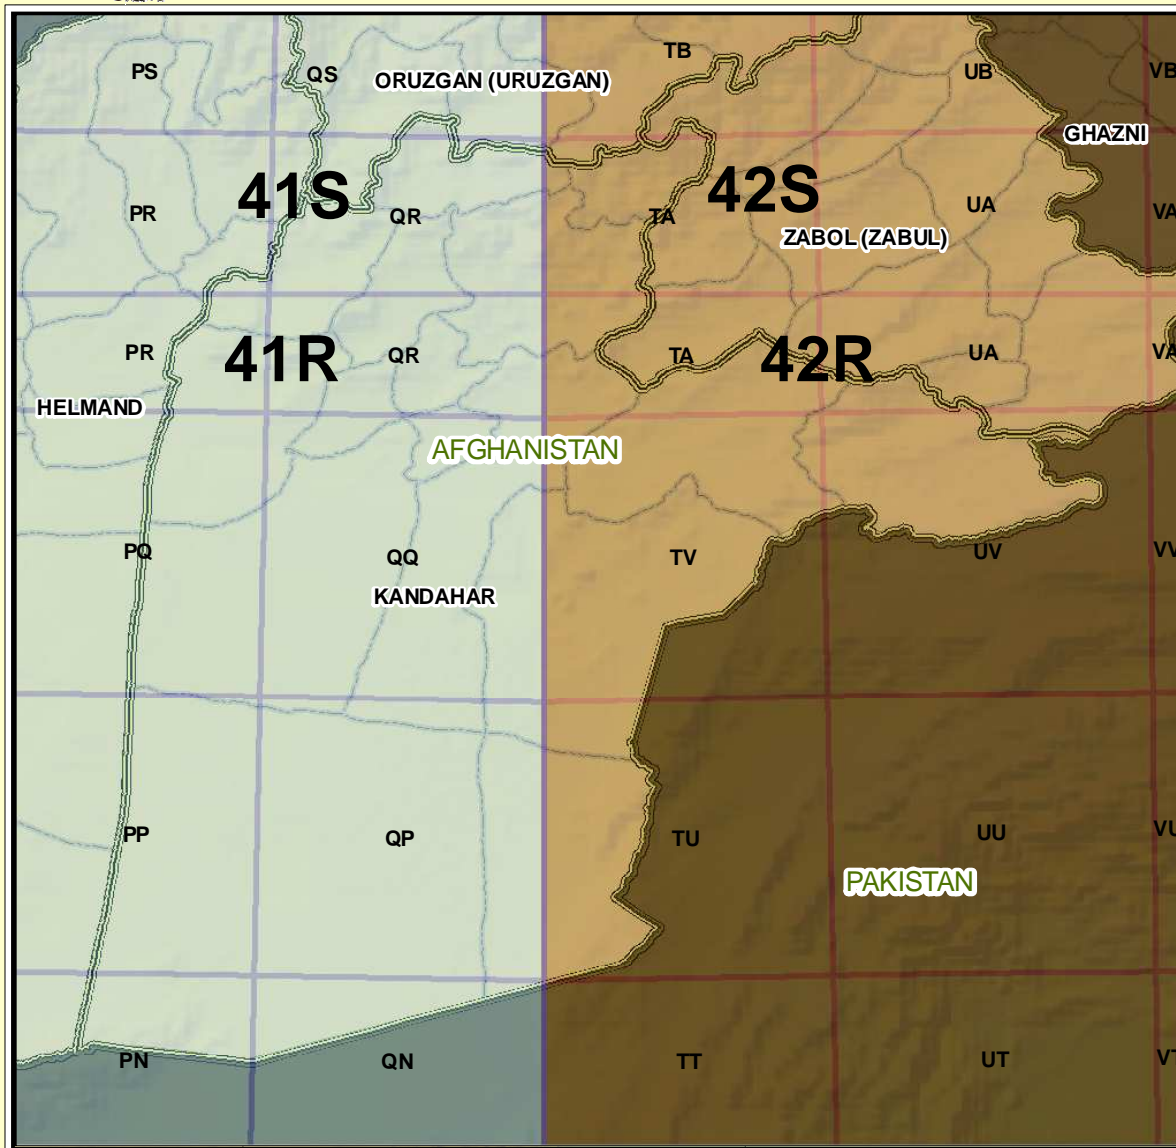 TB
PS
QS
UB
VB
ORUZGAN (URUZGAN)
GHAZNI
41S
42S
PR
QR
TA
UA
VA
ZABOL (ZABUL)
PR
41R
QR
TA
42R
UA
VA
HELMAND
AFGHANISTAN
PQ
QQ
TV
UV
VV
KANDAHAR
PP
QP
TU
UU
VU
PAKISTAN
PN
QN
TT
UT
VT